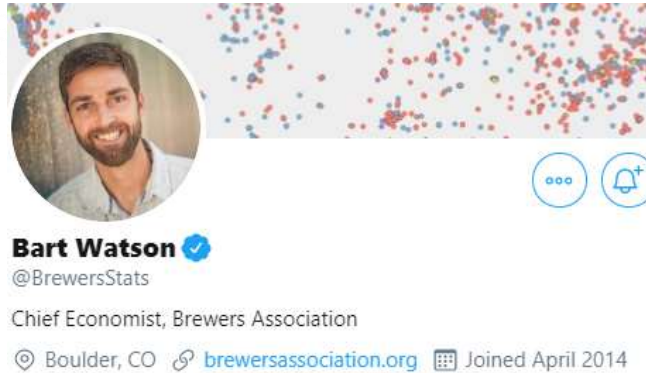 Bart Watson
@BrewersStats
Chief Economist, Brewers Association
Boulder, CO brewersassociation.org Joined April 2014